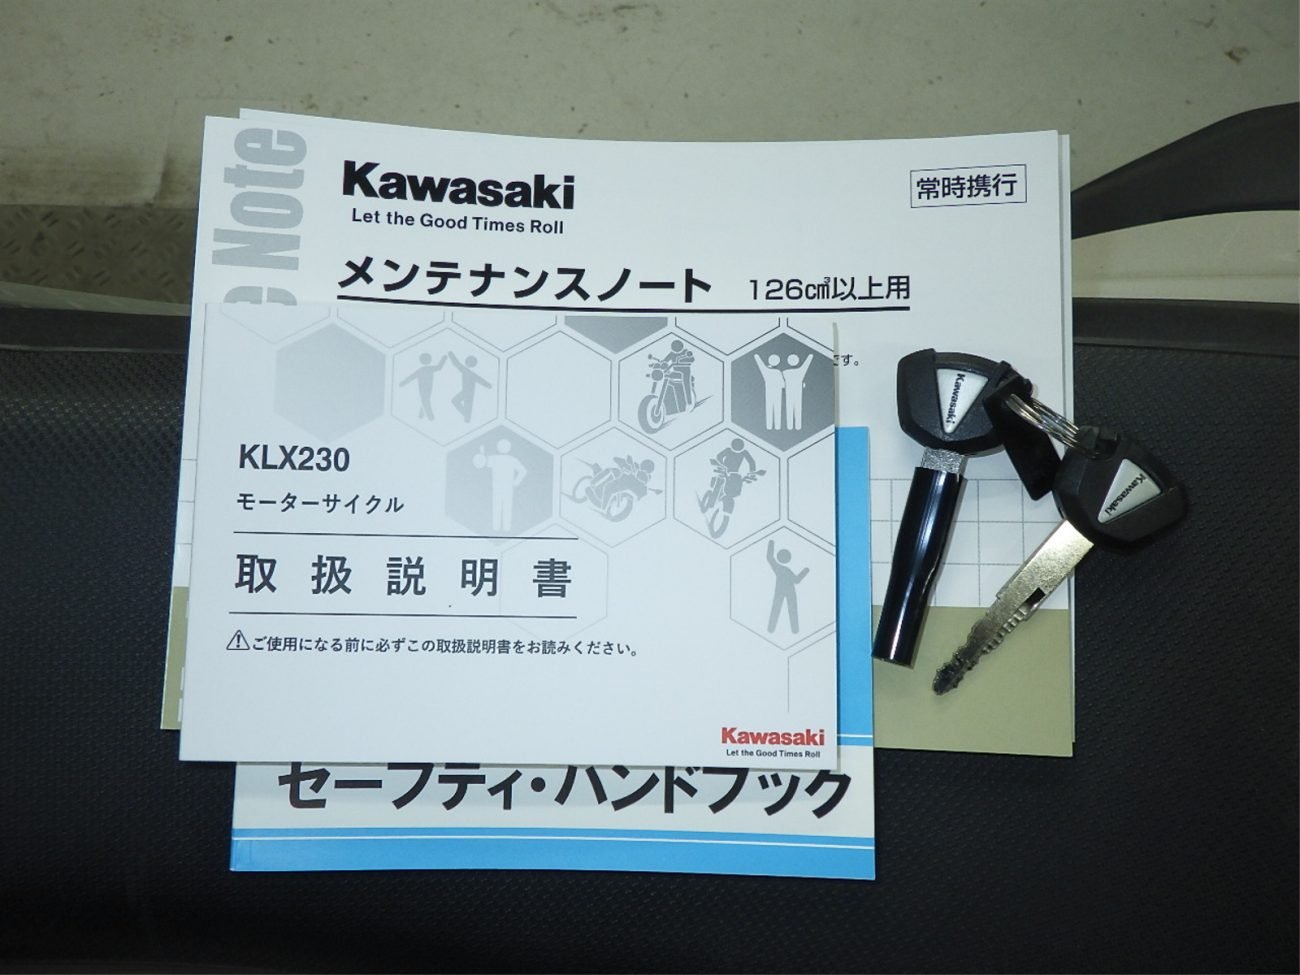 e Note
Kawasaki
Let the Good Times Roll
常時携行
メンテナンスノート 126cm³以上用
です。
KLX230
モーターサイクル
取扱説明書
⚠ご使用になる前に必ずこの取扱説明書をお読みください。
Kawasaki
Let the Good Times Roll
セーフティ・ハンドブック
Kawasaki
Kawasaki